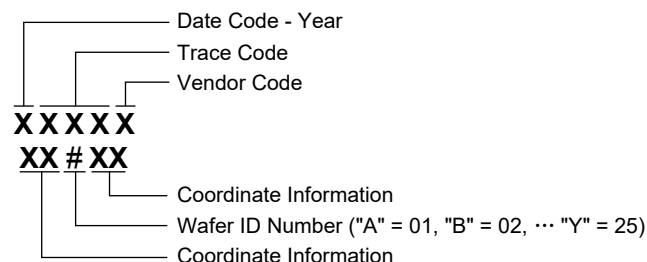 Date Code - Year
Trace Code
Vendor Code
X X X X X
XX # XX
Coordinate Information
Wafer ID Number ("A" = 01, "B" = 02, ··· "Y" = 25)
Coordinate Information